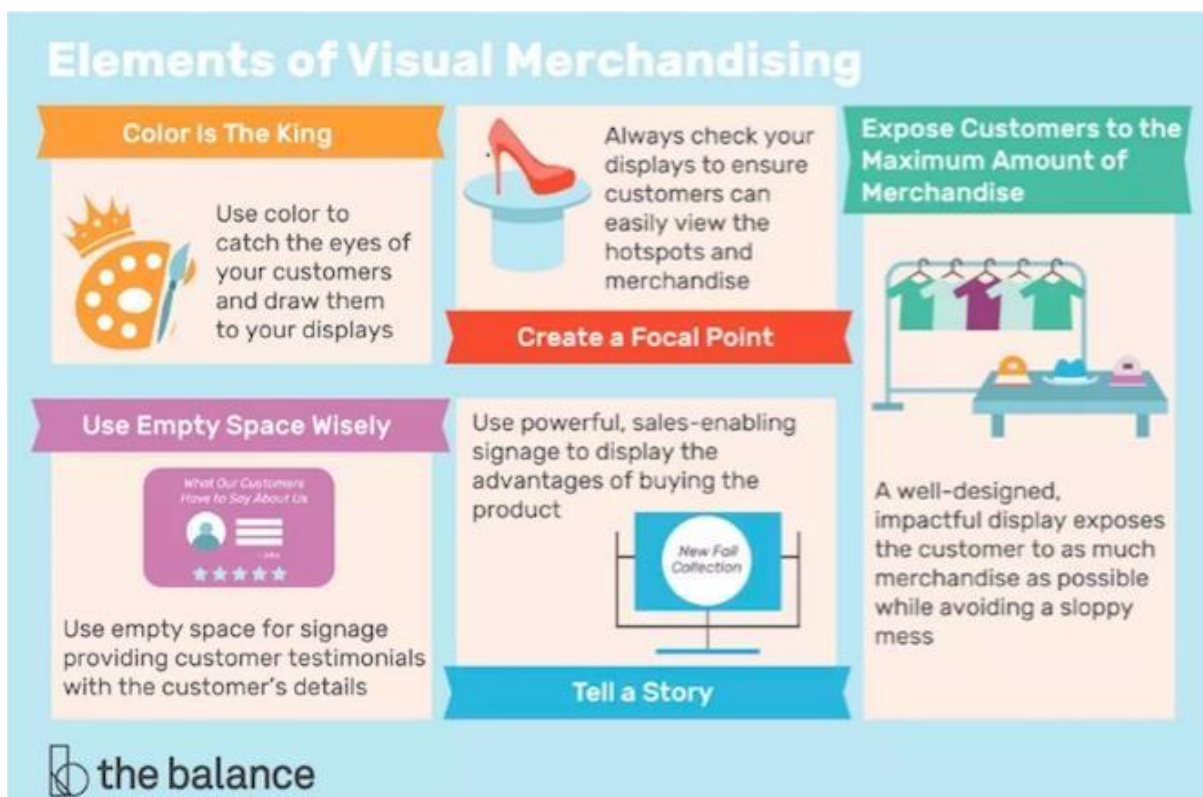 Elements of Visual Merchandising
Color Is The King
Use color to
catch the eyes of
your customers
and draw them
to your displays
Always check your
displays to ensure
customers can
easily view the
hotspots and
merchandise
Create a Focal Point
Expose Customers to the
Maximum Amount of
Merchandise
A well-designed,
impactful display exposes
the customer to as much
merchandise as possible
while avoiding a sloppy
mess
Use Empty Space Wisely
What Our Customers
Have to Say About Us
Use empty space for signage
providing customer testimonials
with the customer's details
Use powerful, sales-enabling
signage to display the
advantages of buying the
product
New Fall
Collection
Tell a Story
the balance